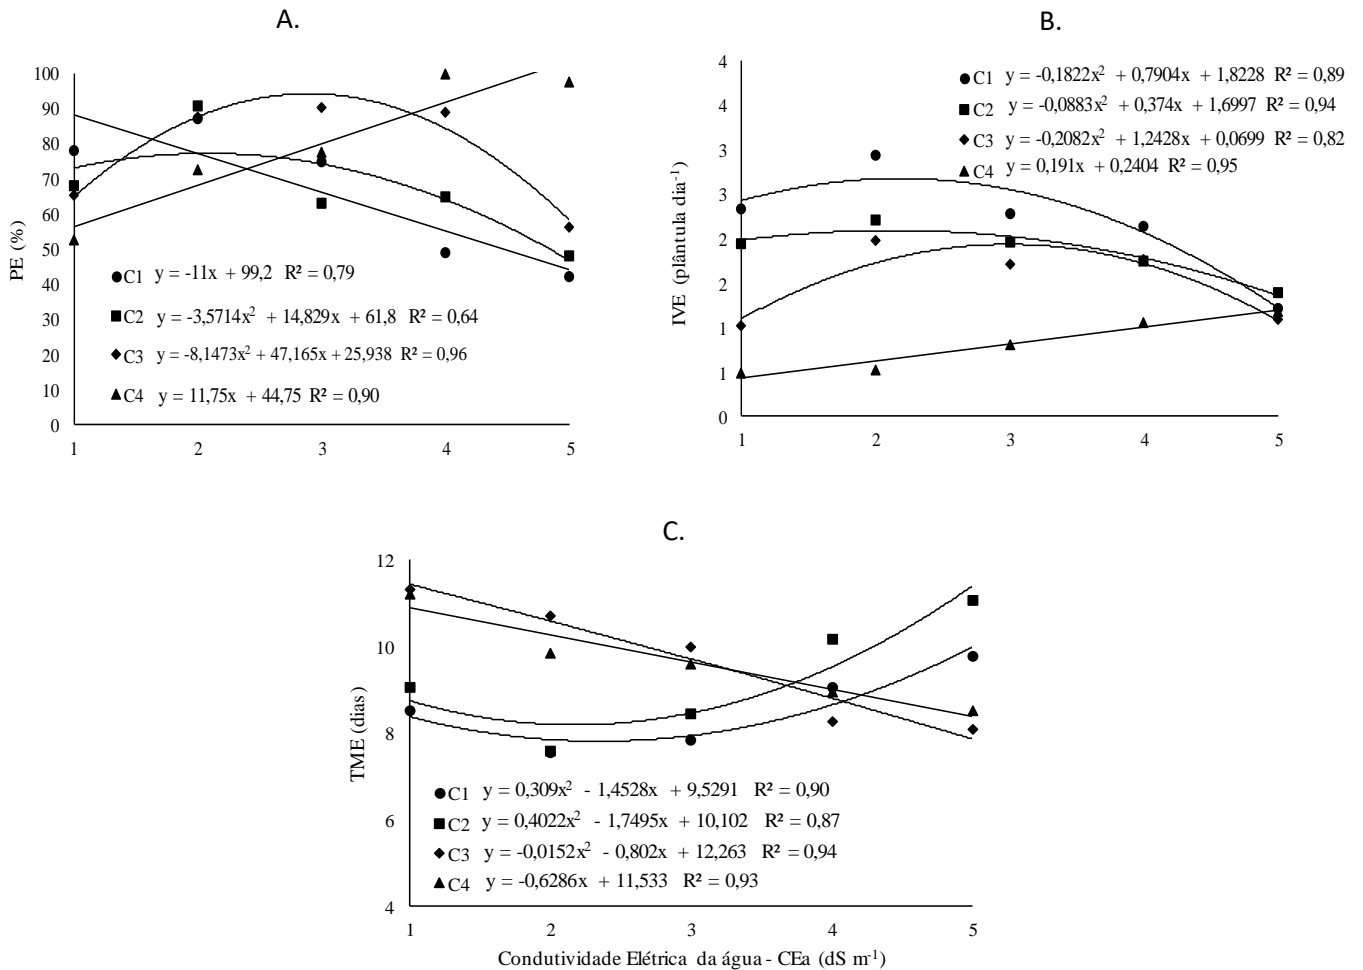 A.
100
90
80
70
60
50
40
30
20
10
0
PE (%)
C1 y = -11x + 99,2 R² = 0,79
C2 y = -3,5714x² + 14,829x + 61,8 R² = 0,64
C3 y = -8,1473x² + 47,165x + 25,938 R² = 0,96
C4 y = 11,75x + 44,75 R² = 0,90
1 2 3 4 5
B.
4
4
3
3
2
2
1
1
0
IVE (plântula dia⁻¹)
C1 y = -0,1822x² + 0,7904x + 1,8228 R² = 0,89
C2 y = -0,0883x² + 0,374x + 1,6997 R² = 0,94
C3 y = -0,2082x² + 1,2428x + 0,0699 R² = 0,82
C4 y = 0,191x + 0,2404 R² = 0,95
1 2 3 4 5
C.
12
10
8
6
4
TME (dias)
C1 y = 0,309x² - 1,4528x + 9,5291 R² = 0,90
C2 y = 0,4022x² - 1,7495x + 10,102 R² = 0,87
C3 y = -0,0152x² - 0,802x + 12,263 R² = 0,94
C4 y = -0,6286x + 11,533 R² = 0,93
1 2 3 4 5
Condutividade Elétrica da água - CEa (dS m⁻¹)